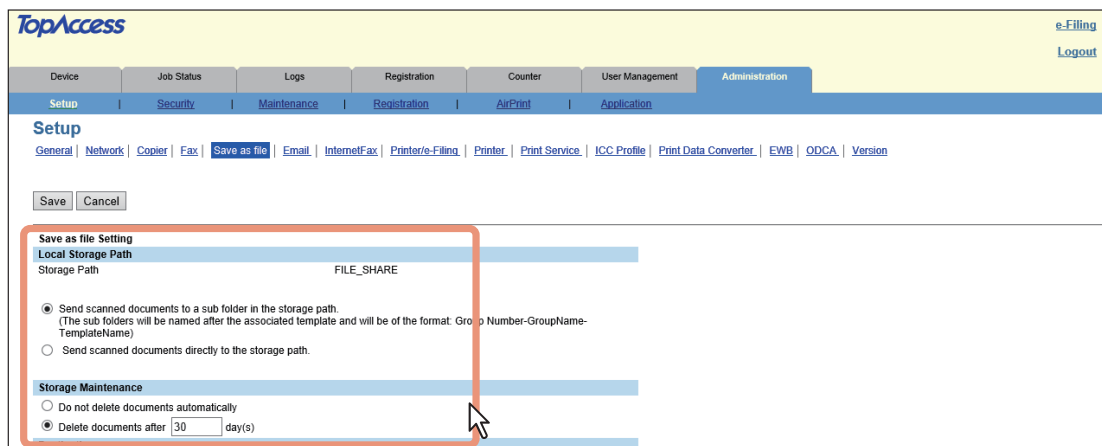 TopAccess
e-Filing
Logout
Device Job Status Logs Registration Counter User Management Administration
Setup | Security | Maintenance | Registration | AirPrint | Application
Setup
General | Network | Copier | Fax | Save as file | Email | InternetFax | Printer/e-Filing | Printer | Print Service | ICC Profile | Print Data Converter | EWB | ODCA | Version
Save Cancel
Save as file Setting
Local Storage Path
Storage Path FILE_SHARE
Send scanned documents to a sub folder in the storage path.
(The sub folders will be named after the associated template and will be of the format: Group Number-GroupName-
TemplateName)
Send scanned documents directly to the storage path.
Storage Maintenance
Do not delete documents automatically
Delete documents after 30 day(s)